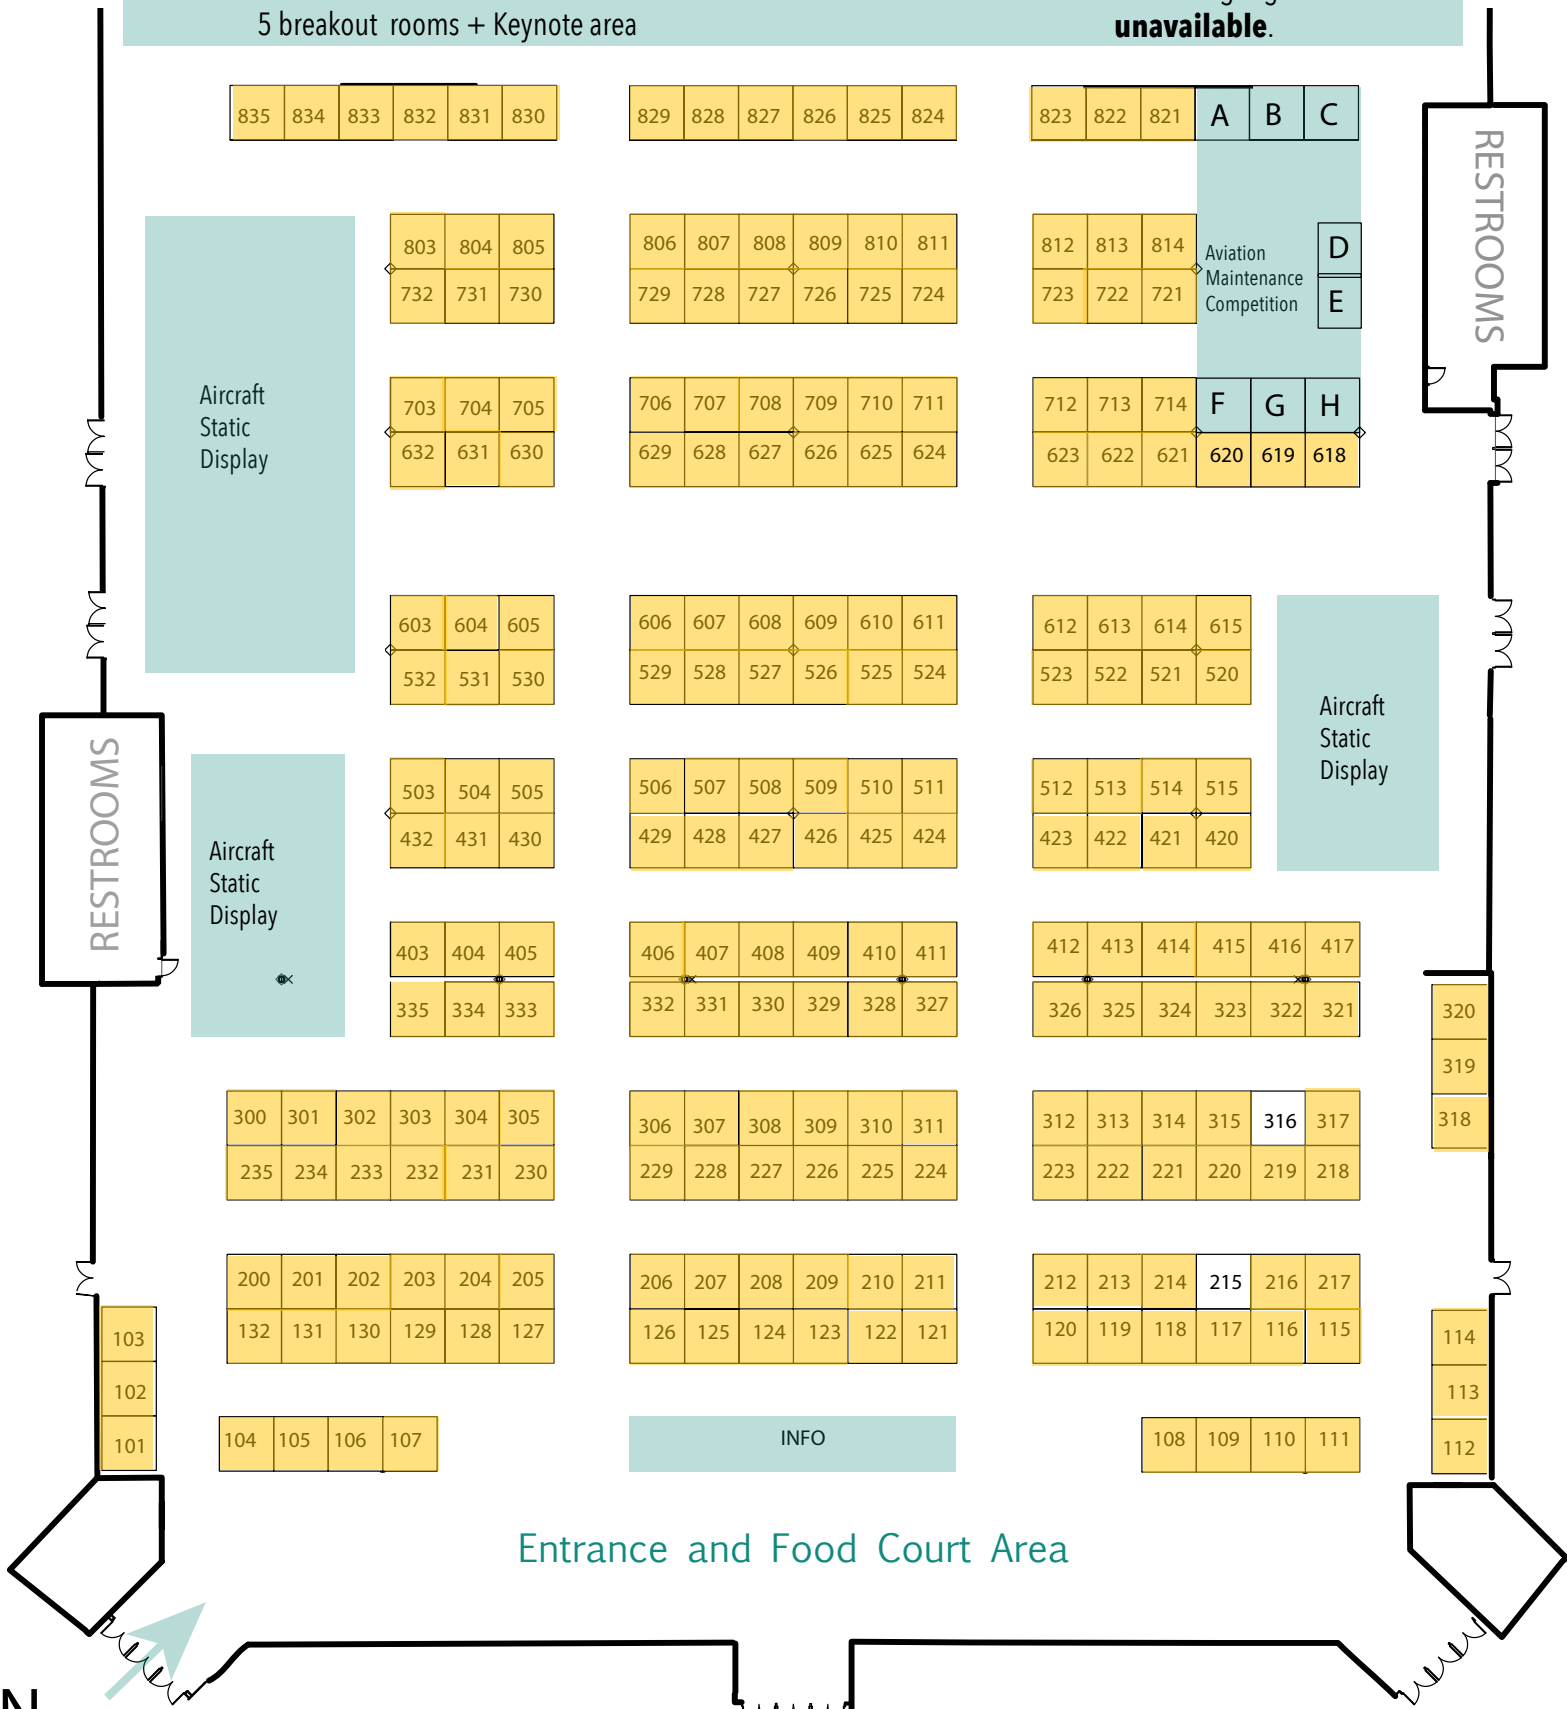 5 breakout rooms + Keynote area
unavailable.
835 834 833 832 831 830 829 828 827 826 825 824 823 822 821 A B C
RESTROOMS
803 804 805 806 807 808 809 810 811 812 813 814
D
Aviation
Maintenance
Competition
732 731 730 729 728 727 726 725 724 723 722 721
E
Aircraft
Static
Display
703 704 705 706 707 708 709 710 711 712 713 714 F G H
632 631 630 629 628 627 626 625 624 623 622 621 620 619 618
603 604 605 606 607 608 609 610 611 612 613 614 615
532 531 530 529 528 527 526 525 524 523 522 521 520
Aircraft
Static
Display
RESTROOMS
503 504 505 506 507 508 509 510 511 512 513 514 515
432 431 430 429 428 427 426 425 424 423 422 421 420
Aircraft
Static
Display
403 404 405 406 407 408 409 410 411 412 413 414 415 416 417
335 334 333 332 331 330 329 328 327 326 325 324 323 322 321
320
319
318
300 301 302 303 304 305 306 307 308 309 310 311 312 313 314 315 316 317
235 234 233 232 231 230 229 228 227 226 225 224 223 222 221 220 219 218
200 201 202 203 204 205 206 207 208 209 210 211 212 213 214 215 216 217
132 131 130 129 128 127 126 125 124 123 122 121 120 119 118 117 116 115
103
102
101
114
113
112
104 105 106 107
INFO
108 109 110 111
Entrance and Food Court Area
N